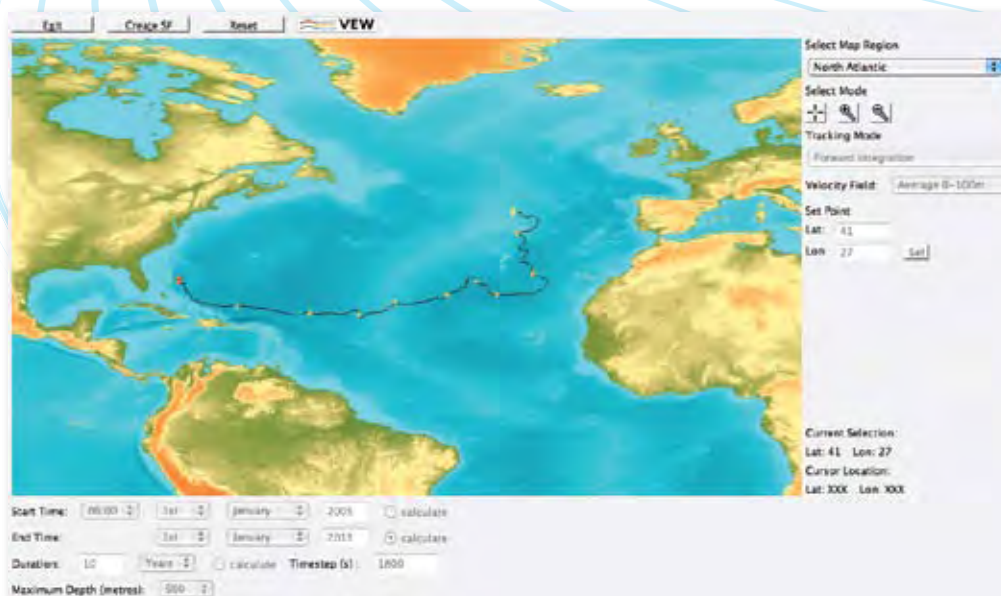 Exit Create SF Reset VEW
Select Map Region
North Atlantic
Select Mode
Tracking Mode
Forward Integration
Velocity Field: Average 0-100m
Set Point
Lat: 41
Lon 27 Set
Current Selection:
Lat: 41 Lon: 27
Cursor Location:
Lat: XXX Lon XXX
Start Time: 00:00 1st January calculate
End Time: 1st January calculate
Duration: 10 Years calculate Timestep (s): 1800
Maximum Depth (metres): 500